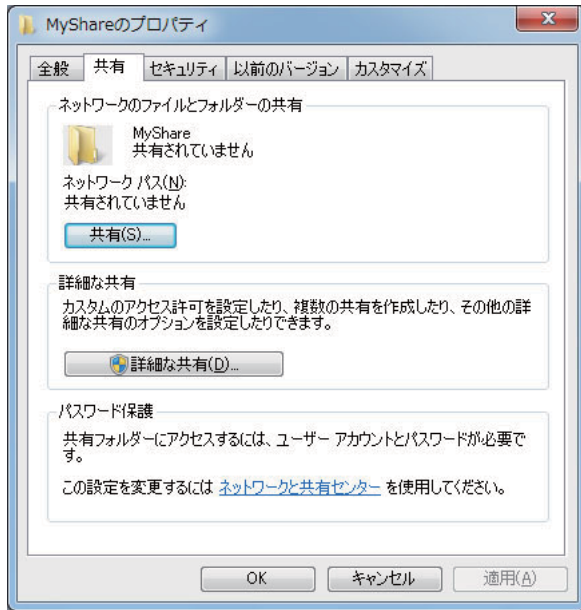 MyShareのプロパティ
全般 共有 セキュリティ 以前のバージョン カスタマイズ
ネットワークのファイルとフォルダーの共有
MyShare
共有されていません
ネットワーク パス(N):
共有されていません
共有(S)...
詳細な共有
カスタムのアクセス許可を設定したり、複数の共有を作成したり、その他の詳
細な共有のオプションを設定したりできます。
詳細な共有(D)...
パスワード保護
共有フォルダーにアクセスするには、ユーザー アカウントとパスワードが必要で
す。
この設定を変更するには ネットワークと共有センター を使用してください。
OK キャンセル 適用(A)